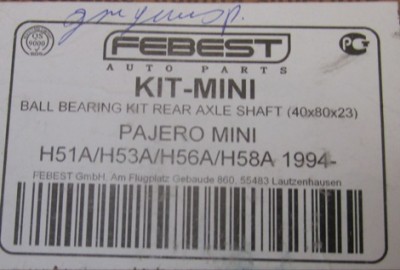 FEBEST
AUTO PARTS
KIT-MINI
BALL BEARING KIT REAR AXLE SHAFT (40x80x23)
PAJERO MINI
H51A/H53A/H56A/H58A 1994-
FEBEST GmbH, Am Flugplatz Gebaude 860, 55483 Lautzenhausen